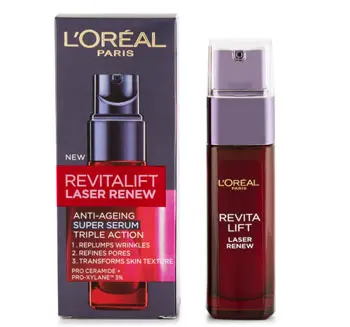 L'ORÉAL
PARIS
NEW
REVITALIFT
LASER RENEW
ANTI-AGEING
SUPER SERUM
TRIPLE ACTION
1. REPLUMPS WRINKLES
2. REFINES PORES
3. TRANSFORMS SKIN TEXTURE
PRO CERAMIDE +
PRO-XYLANE™ 3%
L'ORÉAL
PARIS
REVITA
LIFT
LASER
RENEW